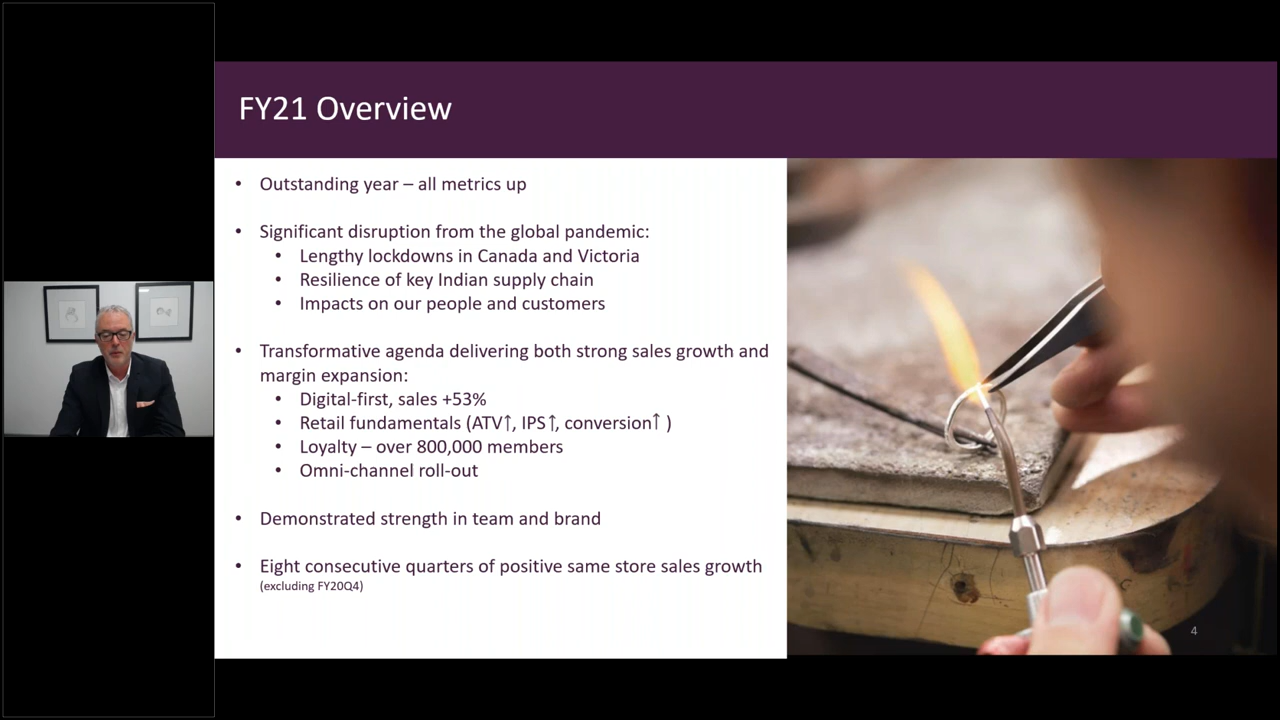 FY21 Overview
• Outstanding year – all metrics up
• Significant disruption from the global pandemic:
• Lengthy lockdowns in Canada and Victoria
• Resilience of key Indian supply chain
• Impacts on our people and customers
• Transformative agenda delivering both strong sales growth and
margin expansion:
• Digital-first, sales +53%
• Retail fundamentals (ATV↑, IPS↑, conversion↑ )
• Loyalty – over 800,000 members
• Omni-channel roll-out
• Demonstrated strength in team and brand
• Eight consecutive quarters of positive same store sales growth
(excluding FY20Q4)
4